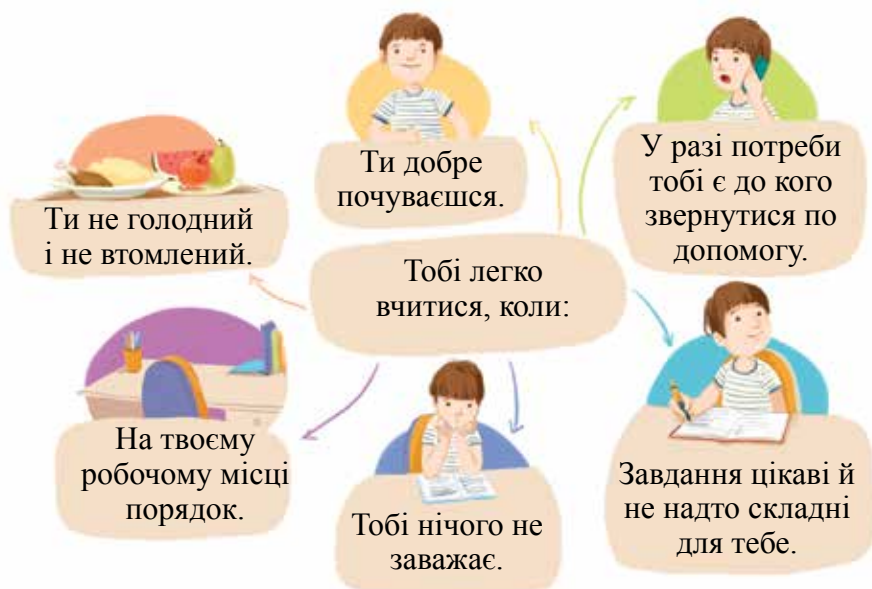 Ти добре
почуваєшся.
У разі потреби
тобі є до кого
звернутися по
допомогу.
Ти не голодний
і не втомлений.
Тобі легко
вчитися, коли:
На твоєму
робочому місці
порядок.
Тобі нічого не
заважає.
Завдання цікаві й
не надто складні
для тебе.